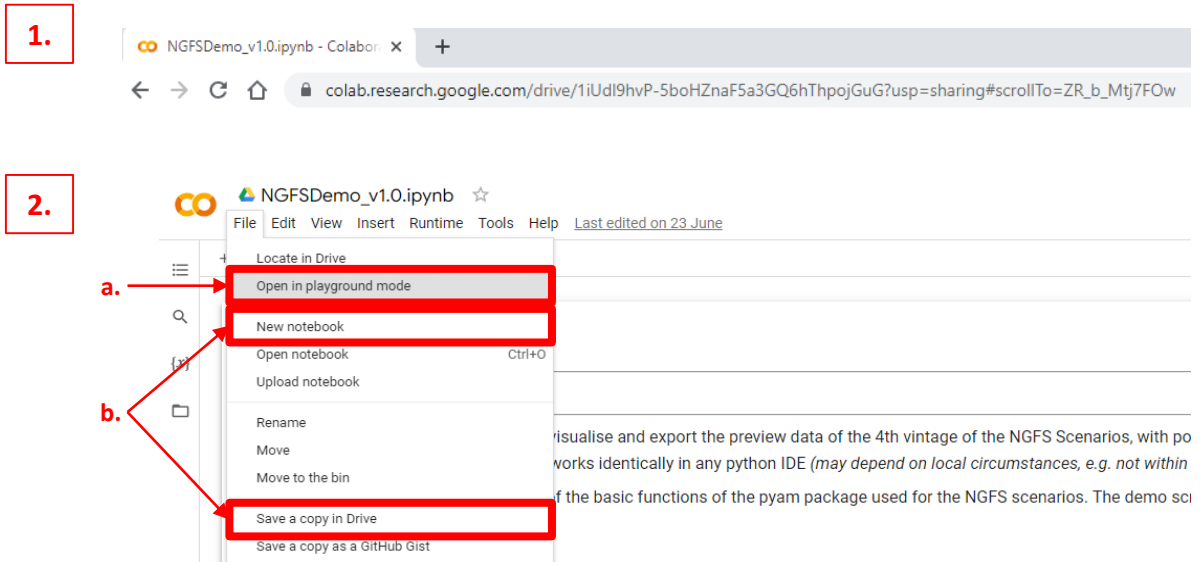 1.
NGFSDemo_v1.0.ipynb - Colabor
colab.research.google.com/drive/1iUdI9hvP-5boHZnaF5a3GQ6hThpojGuG?usp=sharing#scrollTo=ZR_b_Mtj7FOw
2.
NGFSDemo_v1.0.ipynb
File Edit View Insert Runtime Tools Help Last edited on 23 June
Locate in Drive
a. Open in playground mode
New notebook
Open notebook Ctrl+O
{x}
Upload notebook
b.
Rename
visualise and export the preview data of the 4th vintage of the NGFS Scenarios, with po
Move
works identically in any python IDE (may depend on local circumstances, e.g. not within
Move to the bin
f the basic functions of the pyam package used for the NGFS scenarios. The demo scr
Save a copy in Drive
Save a copy as a GitHub Gist